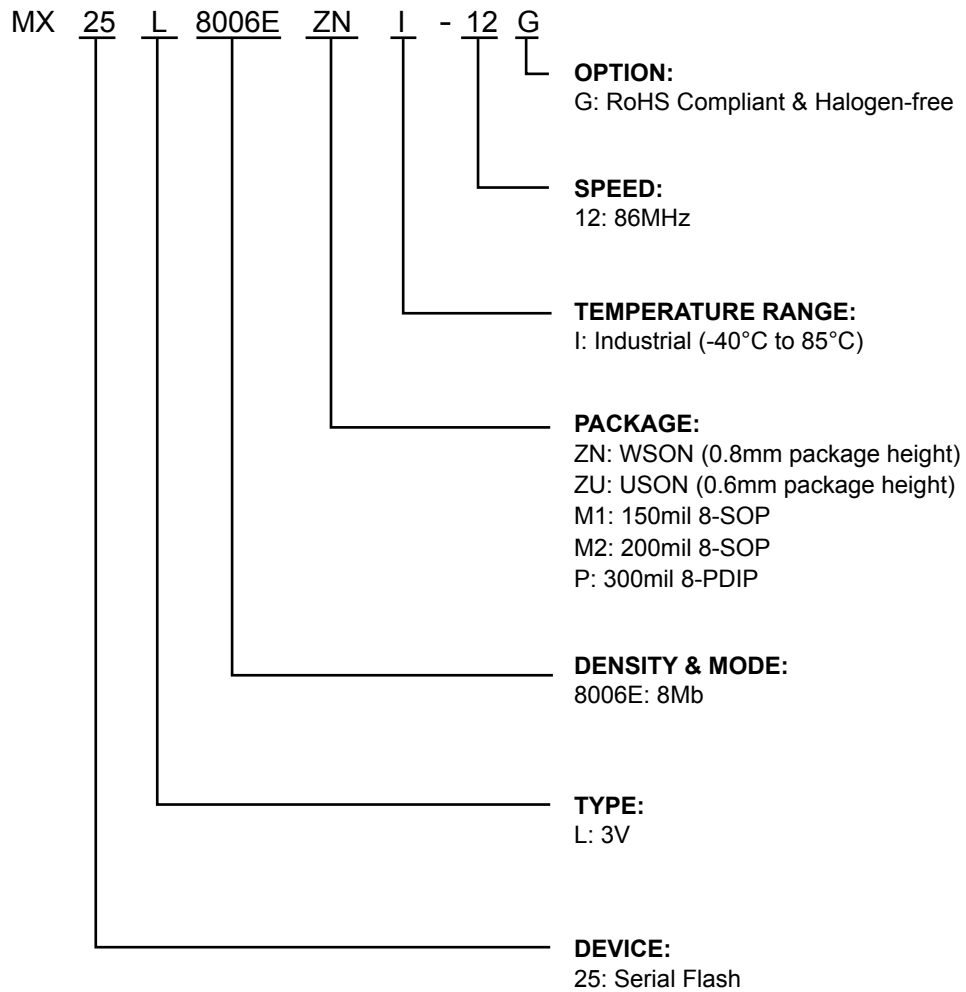 MX 25 L 8006E ZN I - 12 G
OPTION:
G: RoHS Compliant & Halogen-free
SPEED:
12: 86MHz
TEMPERATURE RANGE:
I: Industrial (-40°C to 85°C)
PACKAGE:
ZN: WSON (0.8mm package height)
ZU: USON (0.6mm package height)
M1: 150mil 8-SOP
M2: 200mil 8-SOP
P: 300mil 8-PDIP
DENSITY & MODE:
8006E: 8Mb
TYPE:
L: 3V
DEVICE:
25: Serial Flash